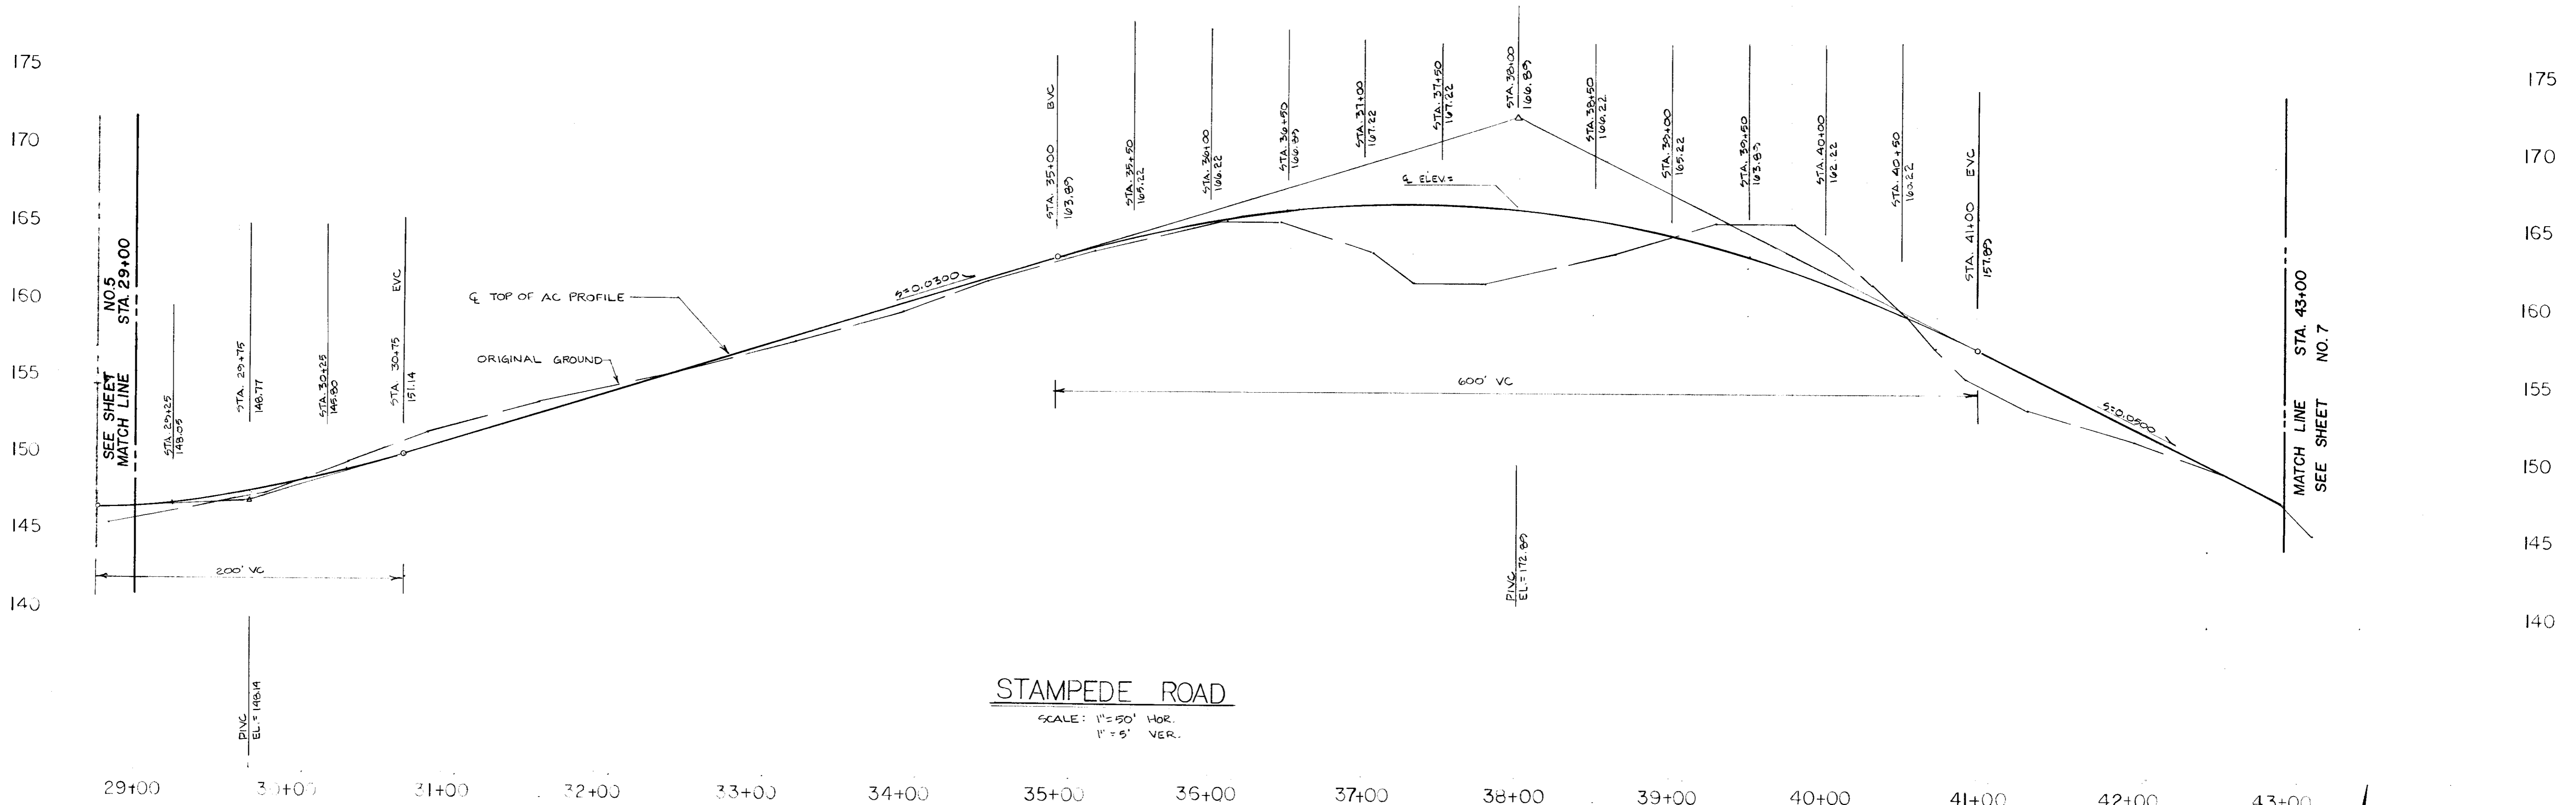 175
170
165
160
155
150
145
140
SEE SHEET NO.5
MATCH LINE STA. 29+00
STA. 29+25
148.05
STA. 29+75
148.77
STA. 30+25
149.80
STA. 30+75 EVC
151.14
℄ TOP OF AC PROFILE
ORIGINAL GROUND
S=0.0300
STA. 35+00 BVC
163.89
STA. 35+50
165.22
STA. 36+00
166.22
STA. 36+50
166.89
STA. 37+00
167.22
STA. 37+50
167.22
STA. 38+00
166.89
℄ ELEV.=
STA. 38+50
166.22
STA. 39+00
165.22
STA. 39+50
163.89
STA. 40+00
162.22
STA. 40+50
160.22
STA. 41+00 EVC
157.89
600' VC
S=0.0500
MATCH LINE STA. 43+00
SEE SHEET NO. 7
175
170
165
160
155
150
145
140
200' VC
PIVC
EL.= 148.14
PIVC
EL.= 172.89
STAMPEDE ROAD
SCALE: 1"=50' HOR.
1"=5' VER.
29+00 30+00 31+00 32+00 33+00 34+00 35+00 36+00 37+00 38+00 39+00 40+00 41+00 42+00 43+00